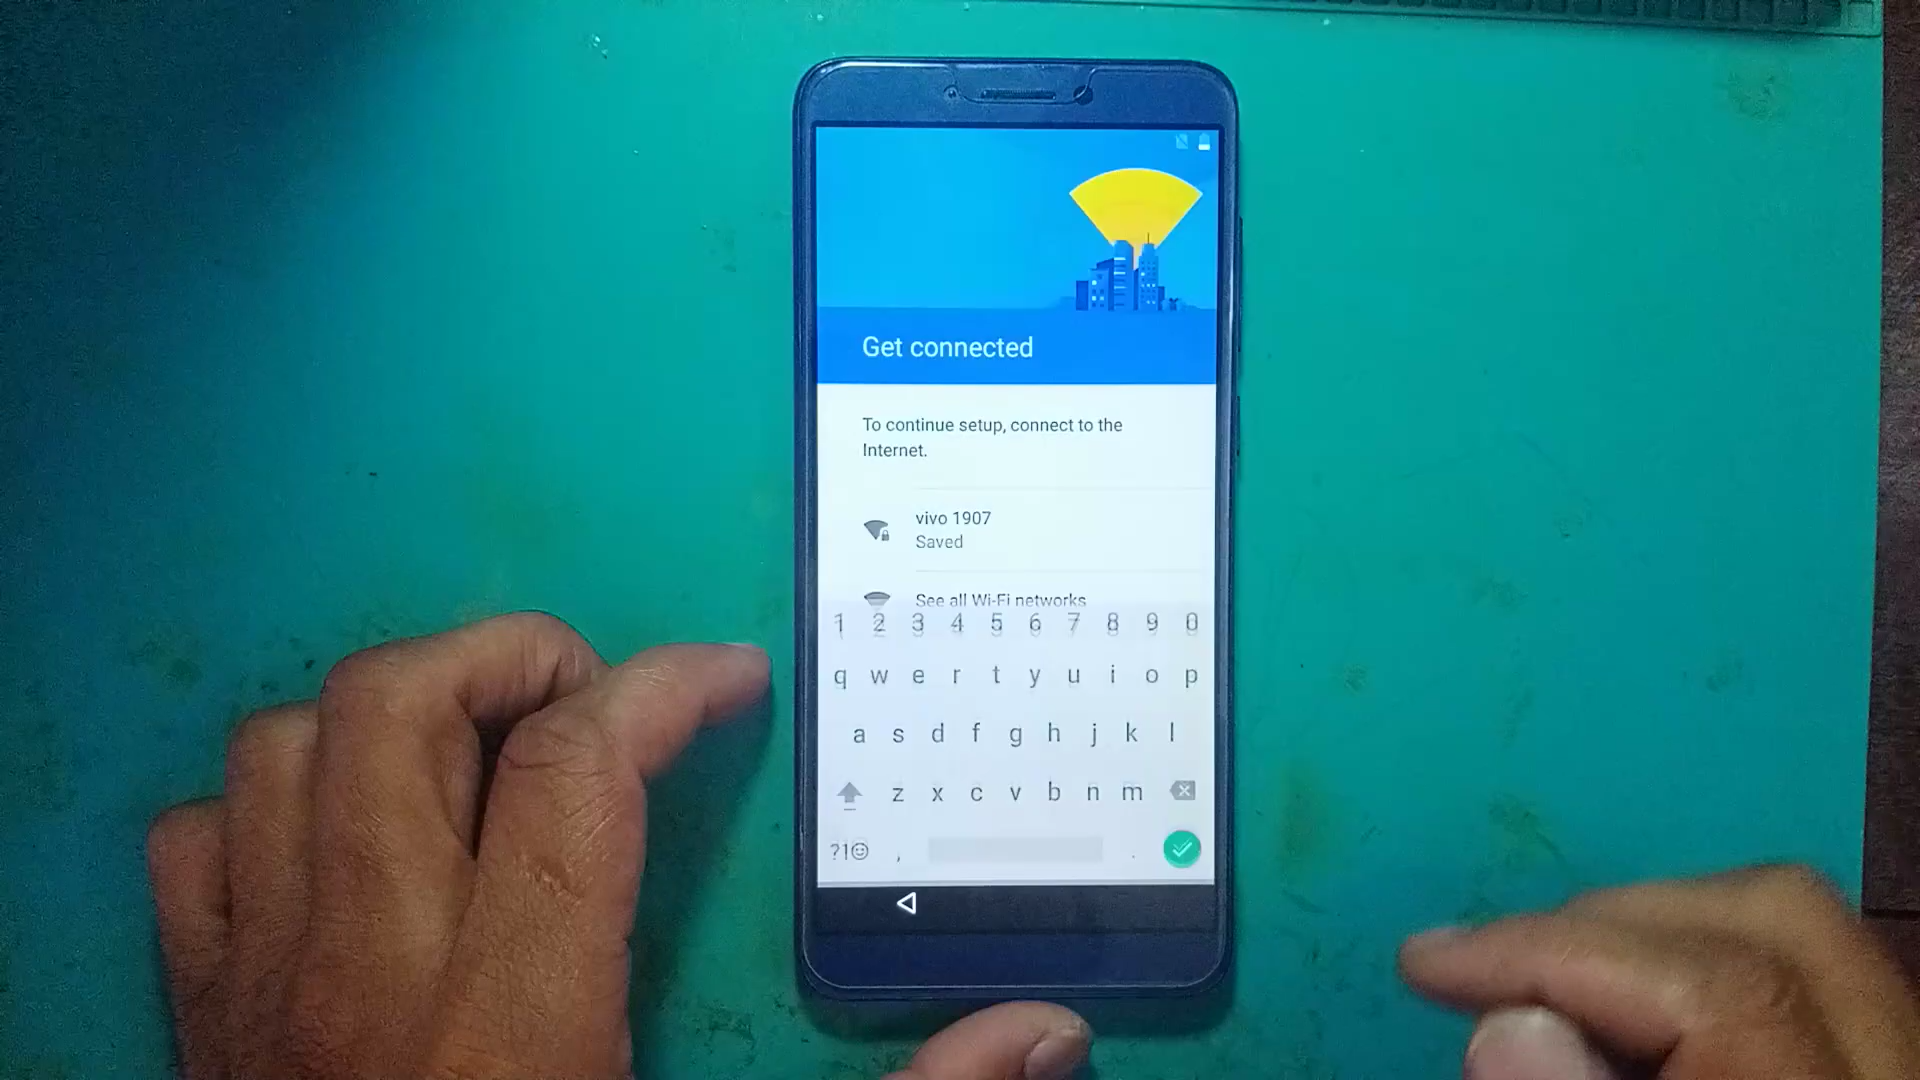 Get connected
To continue setup, connect to the
Internet.
vivo 1907
Saved
See all Wi-Fi networks
1 2 3 4 5 6 7 8 9 0
q w e r t y u i o p
a s d f g h j k l
z x c v b n m
?1☺ , .